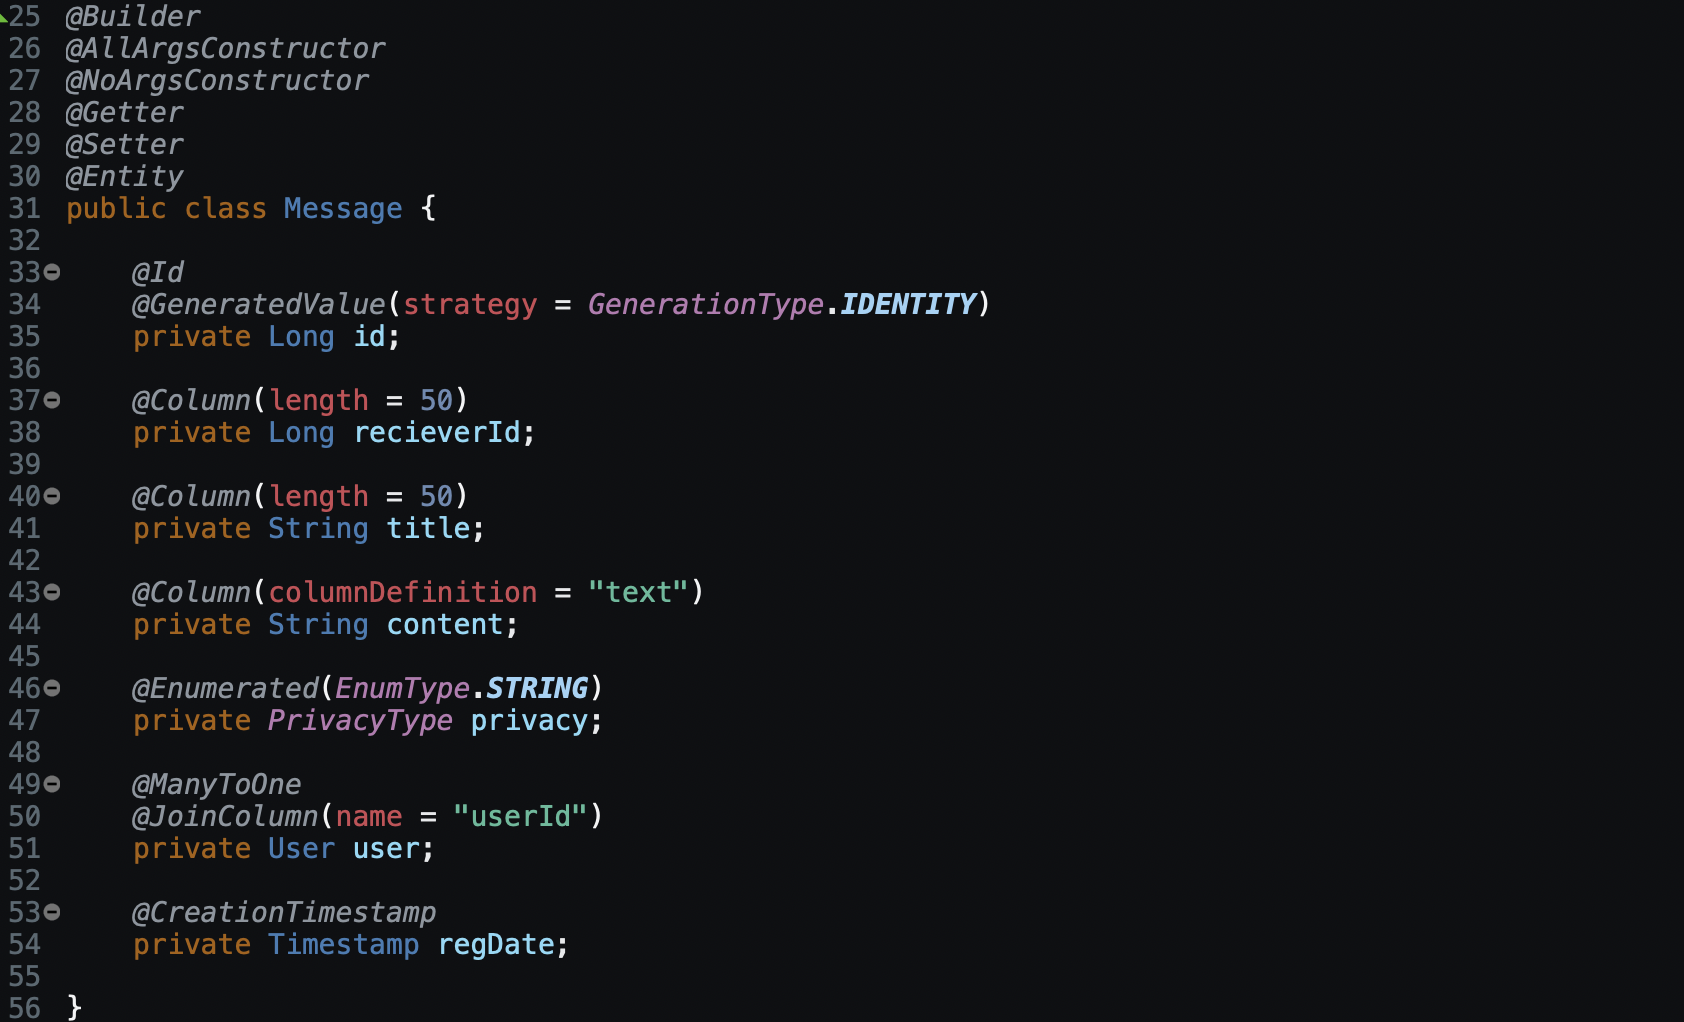 25 @Builder
26 @AllArgsConstructor
27 @NoArgsConstructor
28 @Getter
29 @Setter
30 @Entity
31 public class Message {
32
33 @Id
34 @GeneratedValue(strategy = GenerationType.IDENTITY)
35 private Long id;
36
37 @Column(length = 50)
38 private Long recieverId;
39
40 @Column(length = 50)
41 private String title;
42
43 @Column(columnDefinition = "text")
44 private String content;
45
46 @Enumerated(EnumType.STRING)
47 private PrivacyType privacy;
48
49 @ManyToOne
50 @JoinColumn(name = "userId")
51 private User user;
52
53 @CreationTimestamp
54 private Timestamp regDate;
55
56 }